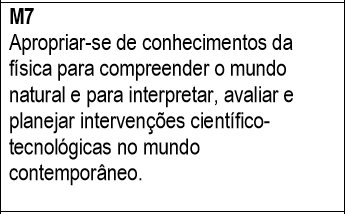 M7
Apropriar-se de conhecimentos da
física para compreender o mundo
natural e para interpretar, avaliar e
planejar intervenções científico-
tecnológicas no mundo
contemporâneo.